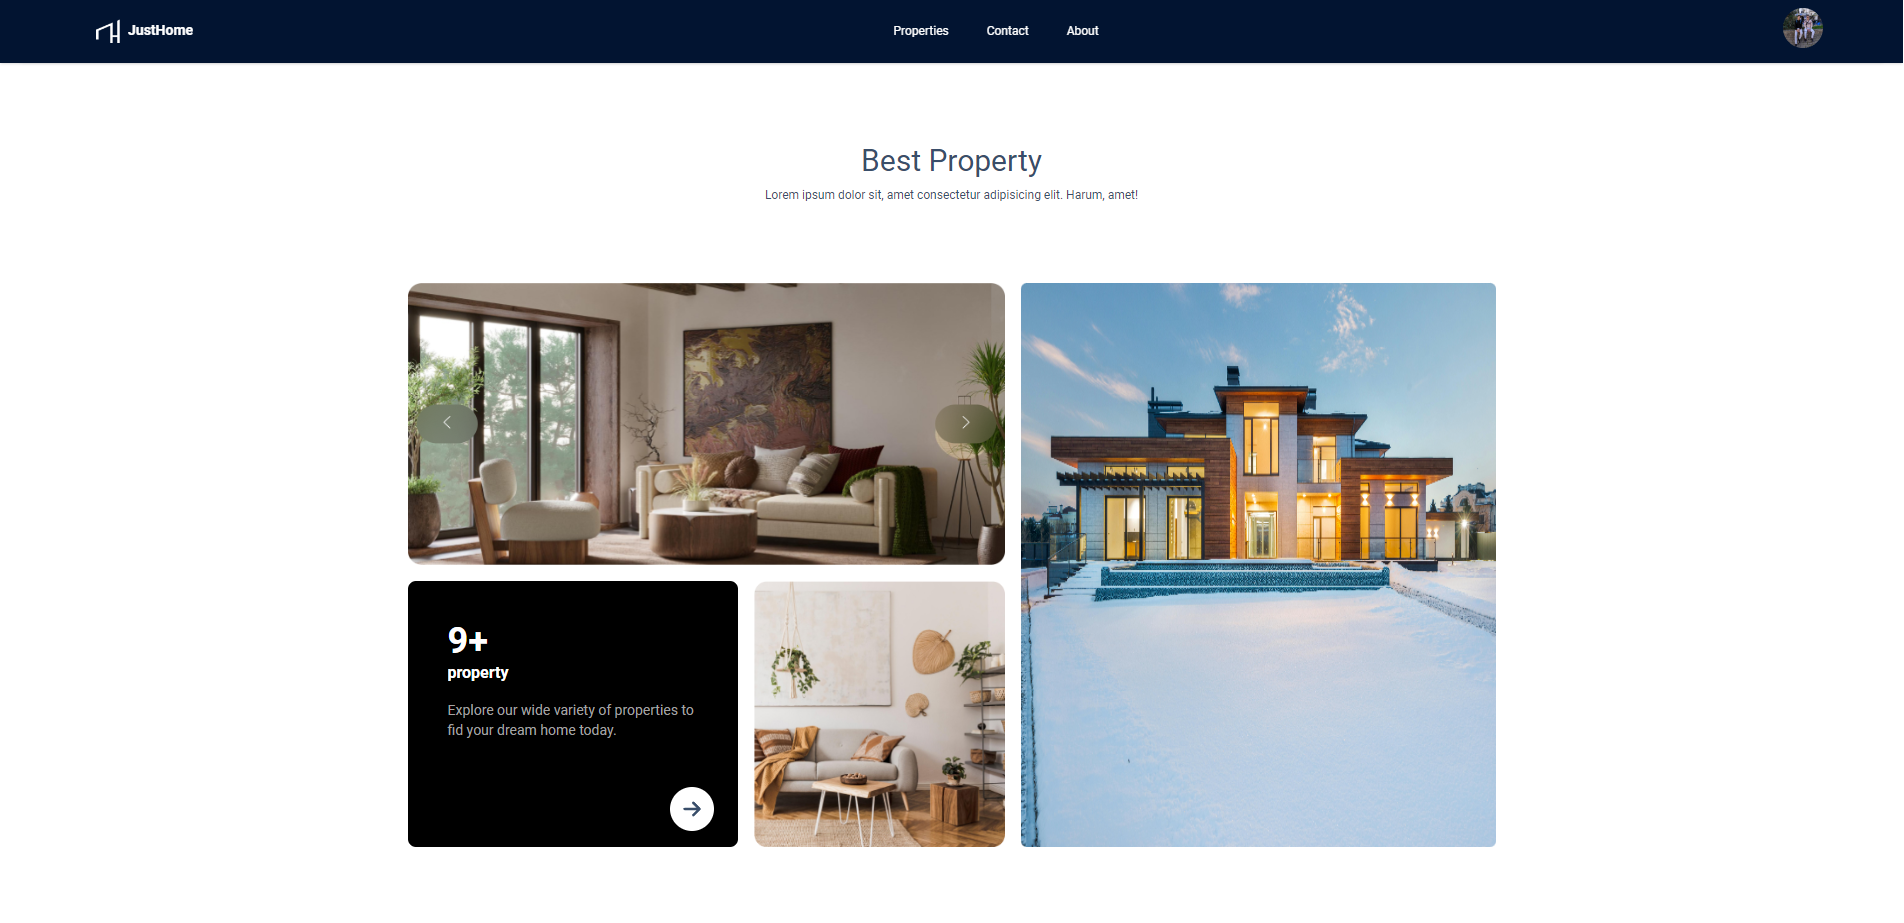 JustHome
Properties
Contact
About
Best Property
Lorem ipsum dolor sit, amet consectetur adipisicing elit. Harum, amet!
9+
property
Explore our wide variety of properties to
fid your dream home today.